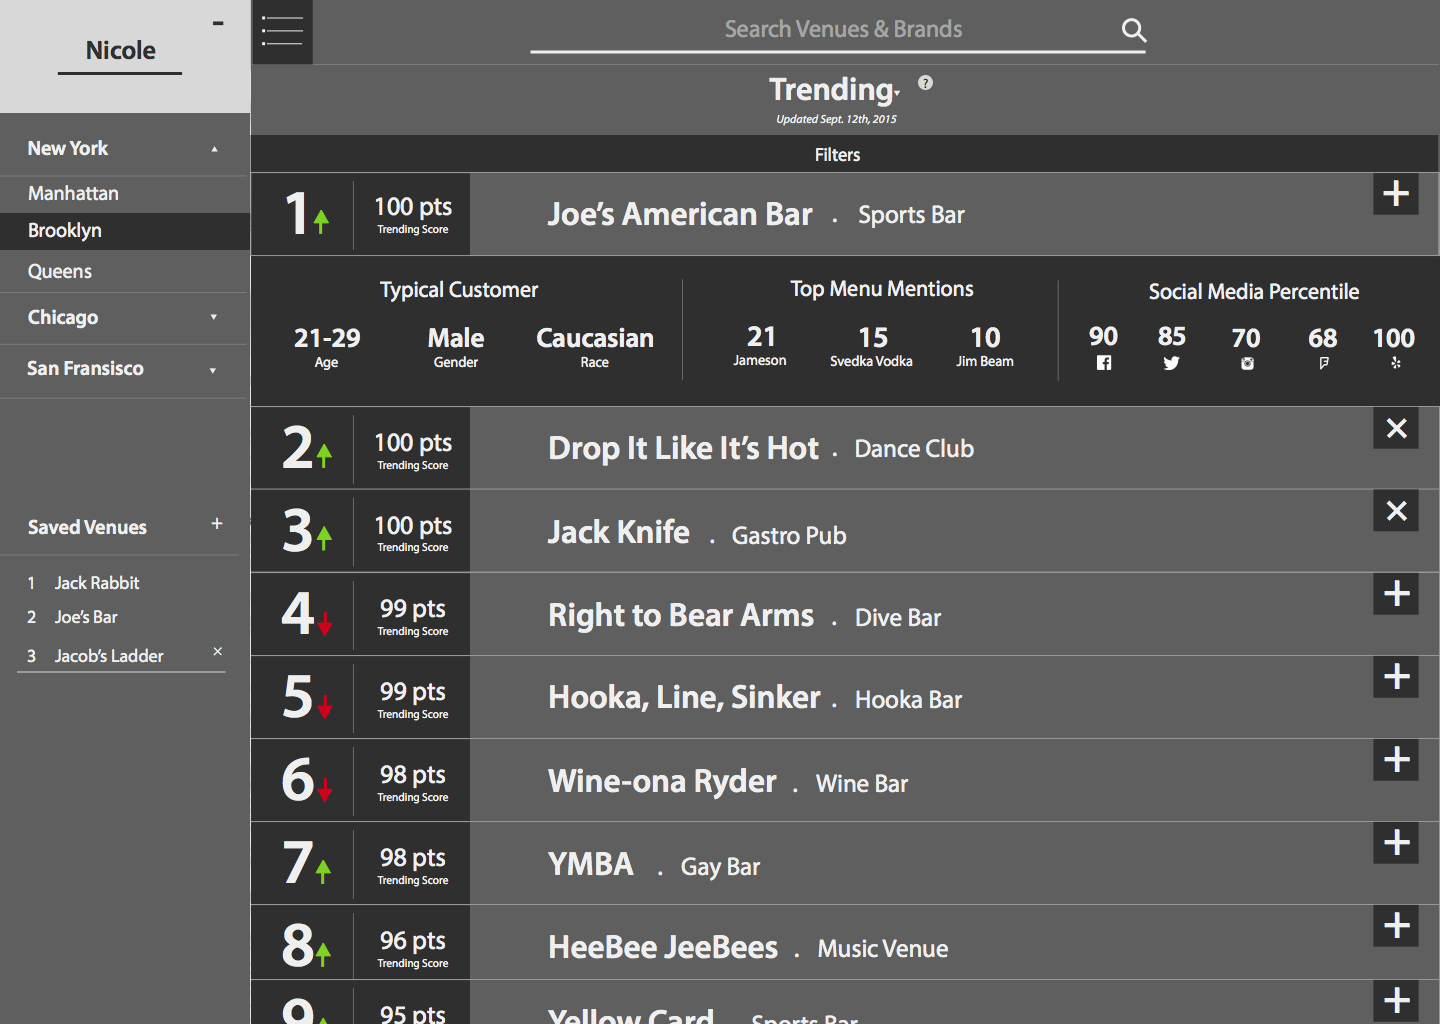 Nicole
New York
Manhattan
Brooklyn
Queens
Chicago
San Fransisco
Saved Venues
1 Jack Rabbit
2 Joe's Bar
3 Jacob's Ladder
Search Venues & Brands
Trending
?
Updated Sept. 12th, 2015
Filters
1 100 pts Joe's American Bar . Sports Bar
Trending Score
Typical Customer
21-29 Male Caucasian
Age Gender Race
Top Menu Mentions
21 15 10
Jameson Svedka Vodka Jim Beam
Social Media Percentile
90 85 70 68 100
2 100 pts Drop It Like It's Hot . Dance Club
Trending Score
3 100 pts Jack Knife . Gastro Pub
Trending Score
4 99 pts Right to Bear Arms . Dive Bar
Trending Score
5 99 pts Hooka, Line, Sinker . Hooka Bar
Trending Score
6 98 pts Wine-ona Ryder . Wine Bar
Trending Score
7 98 pts YMBA . Gay Bar
Trending Score
8 96 pts HeeBee JeeBees . Music Venue
Trending Score
9 95 pts Yellow Card . Sports Bar